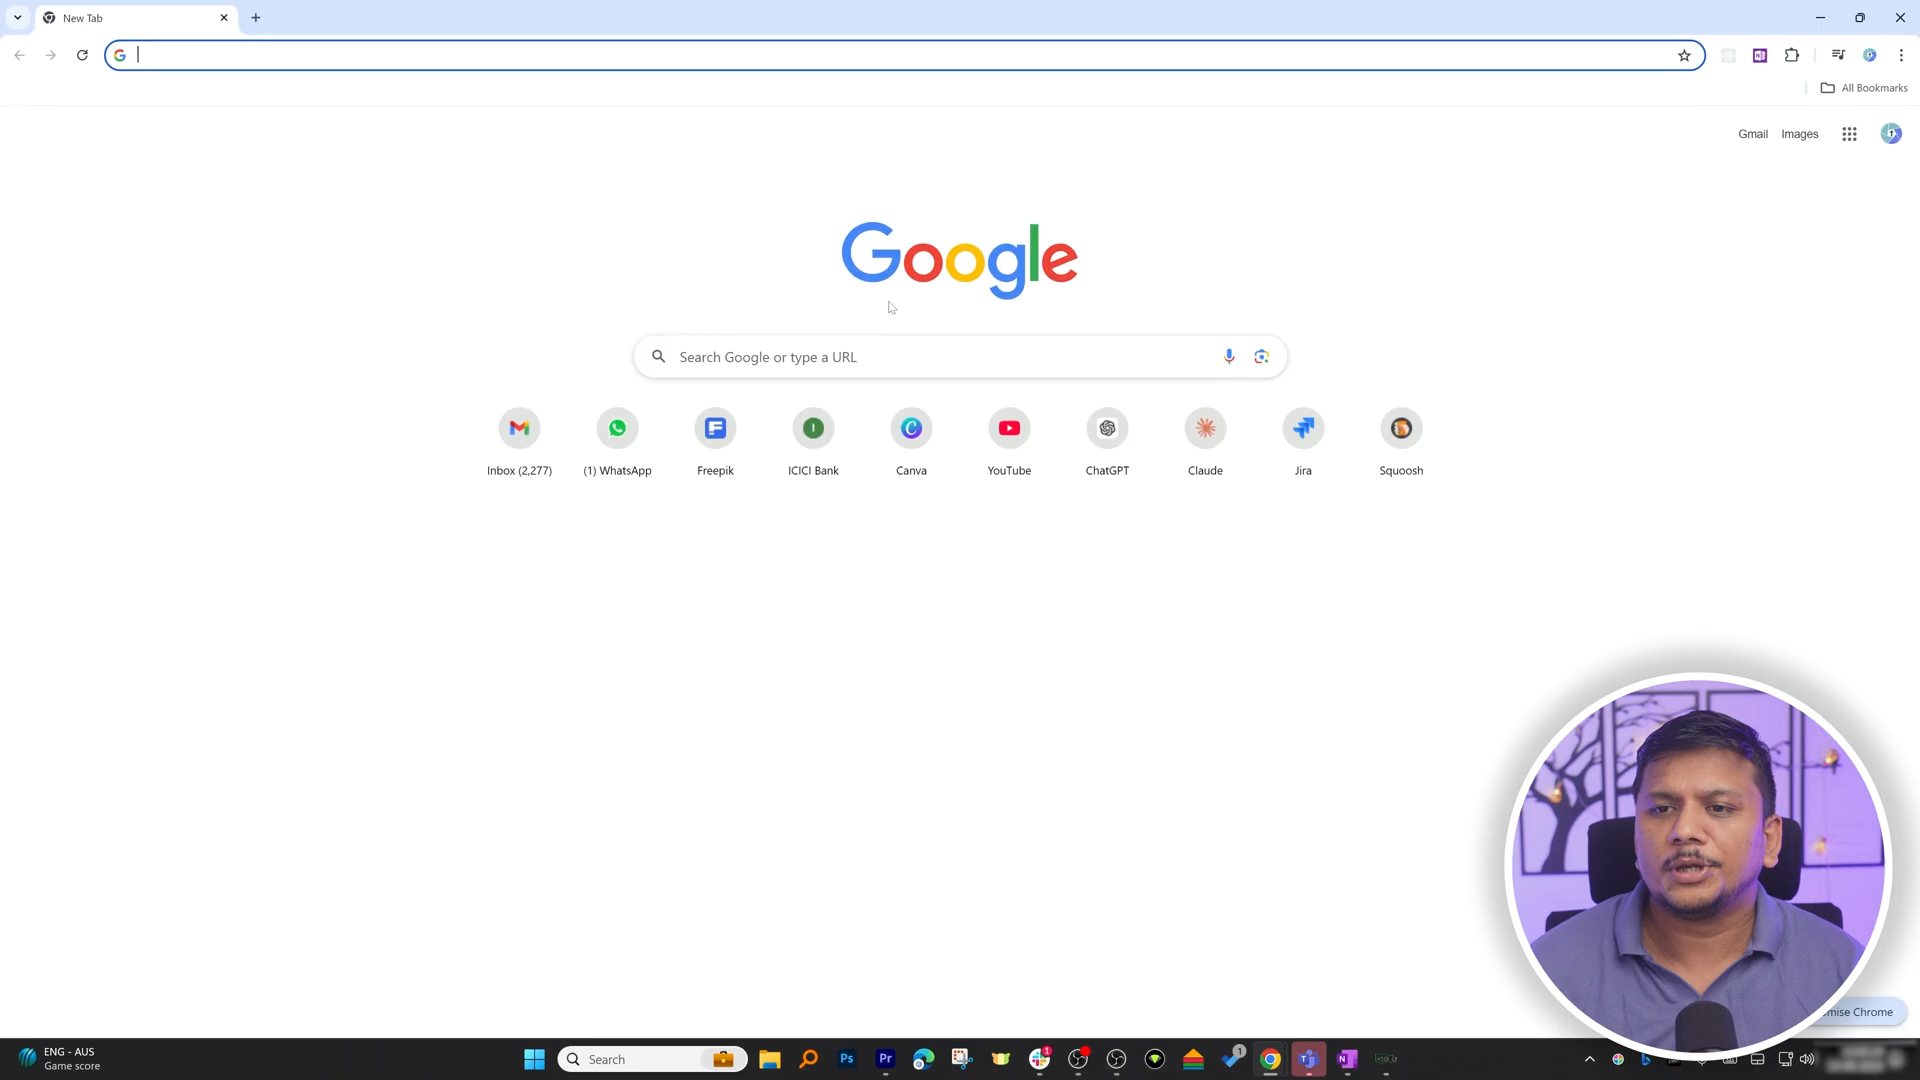 New Tab
All Bookmarks
Gmail Images
Google
Search Google or type a URL
Inbox (2,277) (1) WhatsApp Freepik ICICI Bank Canva YouTube ChatGPT Claude Jira Squoosh
mise Chrome
ENG - AUS
Game score
Search